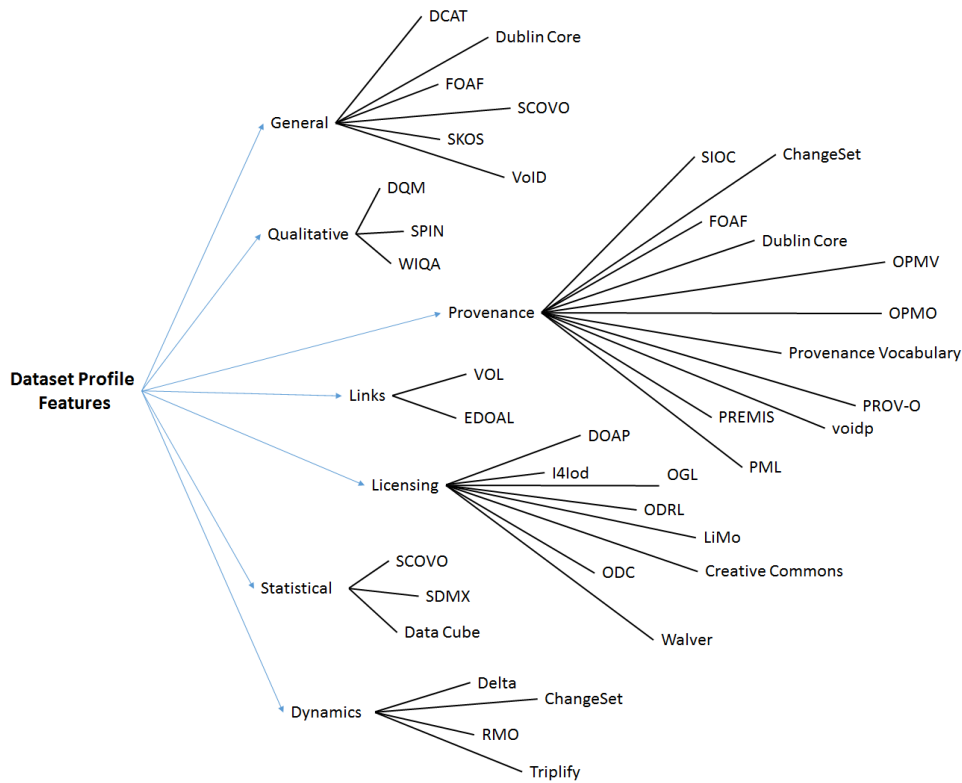 DCAT
Dublin Core
FOAF
SCOVO
General
SKOS
VoID
DQM
Qualitative
SPIN
WIQA
SIOC
ChangeSet
FOAF
Dublin Core
OPMV
Provenance
OPMO
Provenance Vocabulary
PROV-O
PREMIS
voidp
PML
Dataset Profile
Features
VOL
Links
EDOAL
DOAP
l4lod
OGL
Licensing
ODRL
LiMo
Creative Commons
ODC
Walver
SCOVO
Statistical
SDMX
Data Cube
Delta
ChangeSet
Dynamics
RMO
Triplify